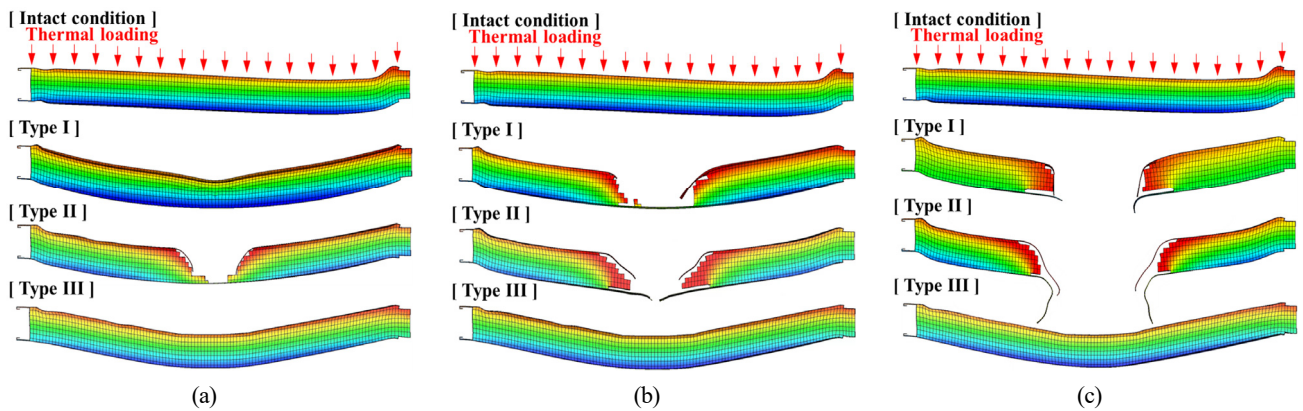 [ Intact condition ]
Thermal loading
[ Type I ]
[ Type II ]
[ Type III ]
(a)
[ Intact condition ]
Thermal loading
[ Type I ]
[ Type II ]
[ Type III ]
(b)
[ Intact condition ]
Thermal loading
[ Type I ]
[ Type II ]
[ Type III ]
(c)